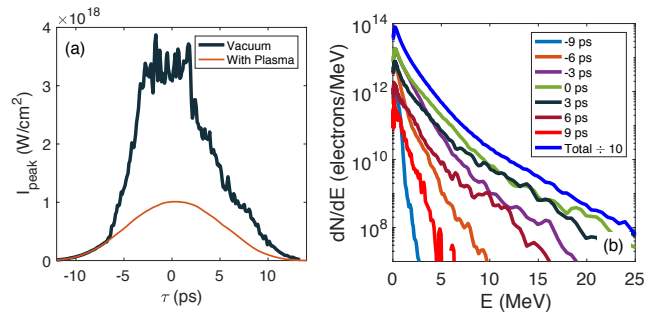 ×10^18
(a)
Vacuum
With Plasma
I_peak (W/cm²)
4
3
2
1
0
-10
-5
0
5
10
τ (ps)
dN/dE (electrons/MeV)
10^14
10^12
10^10
10^8
-9 ps
-6 ps
-3 ps
0 ps
3 ps
6 ps
9 ps
Total ÷ 10
(b)
0
5
10
15
20
25
E (MeV)